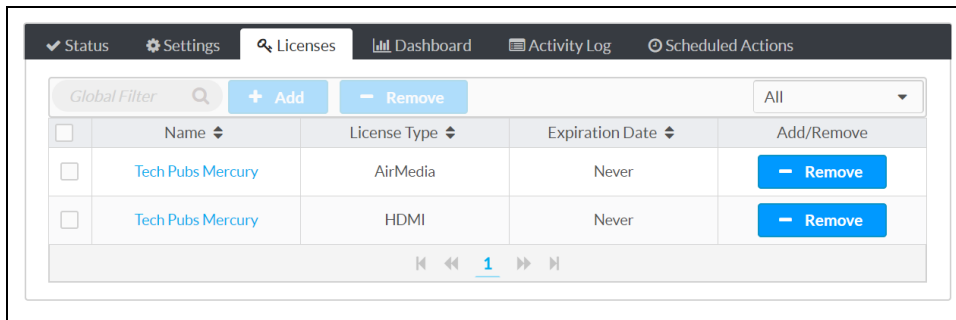 Status Settings Licenses Dashboard Activity Log Scheduled Actions
Global Filter + Add − Remove All
Name License Type Expiration Date Add/Remove
Tech Pubs Mercury AirMedia Never − Remove
Tech Pubs Mercury HDMI Never − Remove
1